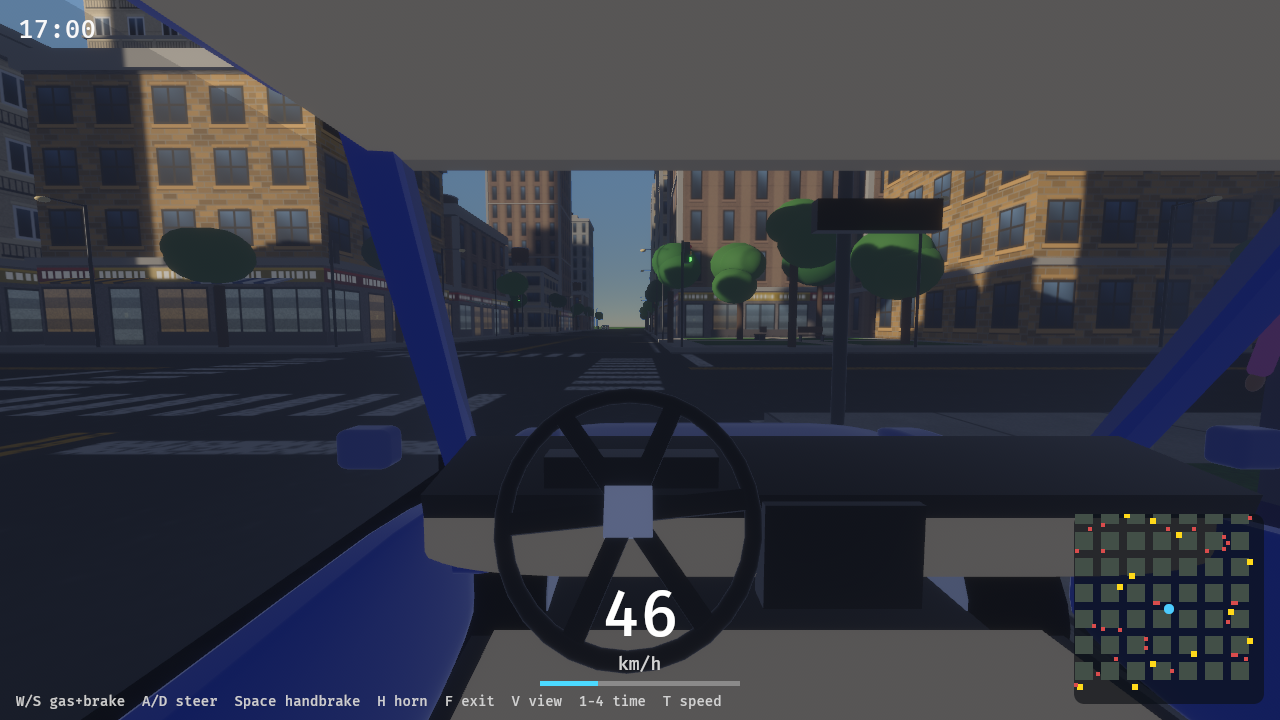 17:00
46
km/h
W/S gas+brake A/D steer Space handbrake H horn F exit V view 1-4 time T speed